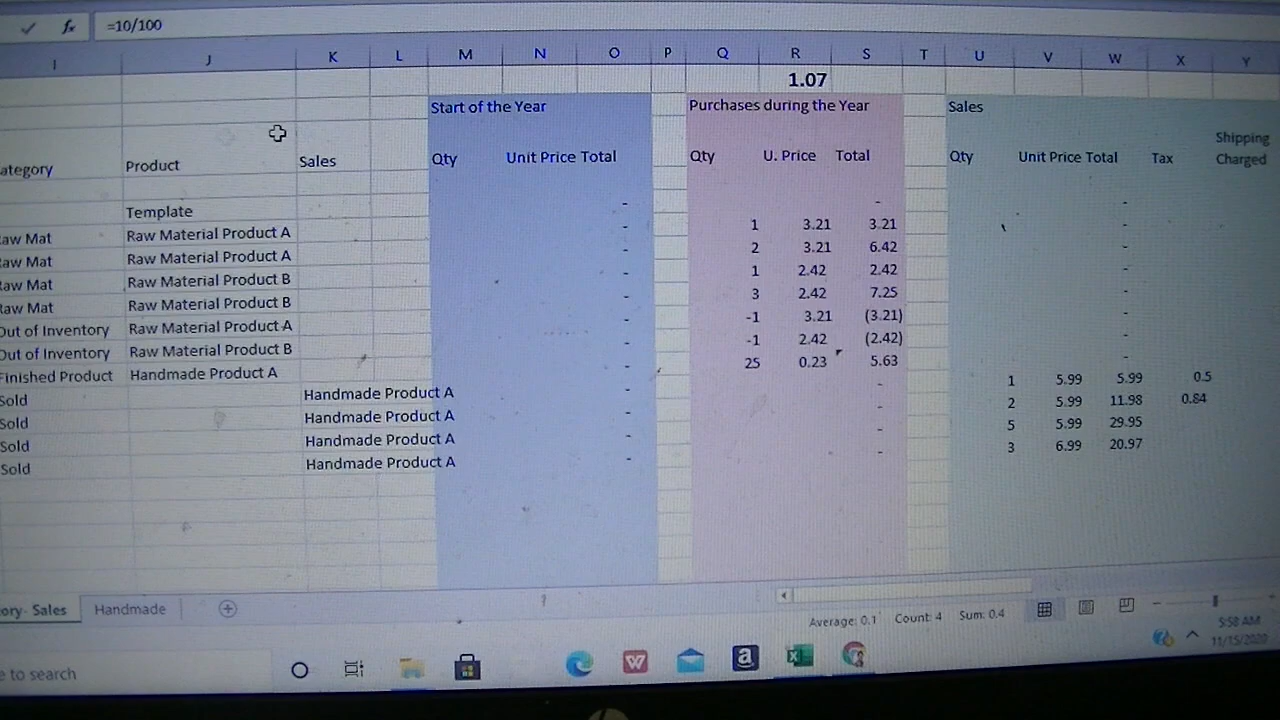 =10/100
I J K L M N O P Q R S T U V W X Y
1.07
Start of the Year Purchases during the Year Sales
ategory Product Sales Qty Unit Price Total Qty U. Price Total Qty Unit Price Total Tax Shipping Charged
Template - - -
aw Mat Raw Material Product A - 1 3.21 3.21 -
aw Mat Raw Material Product A - 2 3.21 6.42 -
aw Mat Raw Material Product B - 1 2.42 2.42 -
aw Mat Raw Material Product B - 3 2.42 7.25 -
Out of Inventory Raw Material Product A - -1 3.21 (3.21) -
Out of Inventory Raw Material Product B - -1 2.42 (2.42) -
Finished Product Handmade Product A - 25 0.23 5.63 -
Sold Handmade Product A - - 1 5.99 5.99 0.5
Sold Handmade Product A - - 2 5.99 11.98 0.84
Sold Handmade Product A - - 5 5.99 29.95
Sold Handmade Product A - - 3 6.99 20.97
ory- Sales Handmade
Average: 0.1 Count: 4 Sum: 0.4
e to search
5:58 AM
11/15/2020